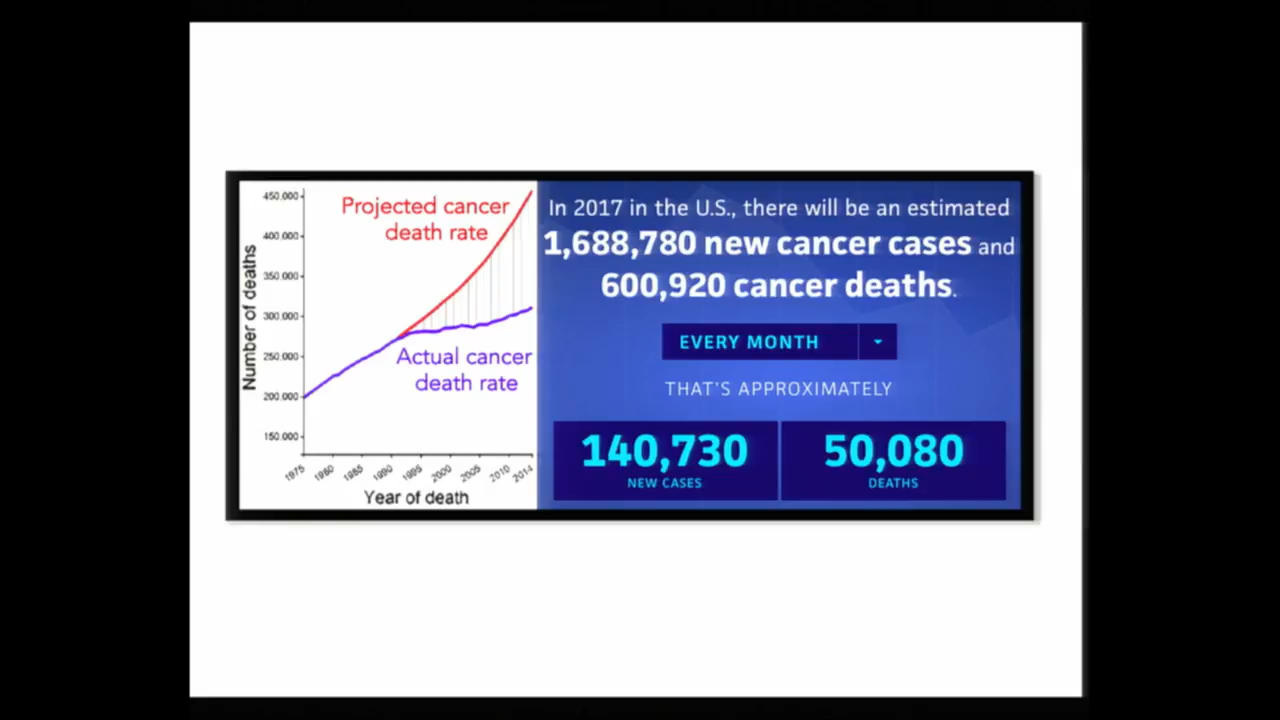 450,000
400,000
350,000
300,000
250,000
200,000
150,000
Number of deaths
Projected cancer
death rate
Actual cancer
death rate
1975
1980
1985
1990
1995
2000
2005
2010
2014
Year of death
In 2017 in the U.S., there will be an estimated
1,688,780 new cancer cases and
600,920 cancer deaths.
EVERY MONTH
THAT'S APPROXIMATELY
140,730
NEW CASES
50,080
DEATHS